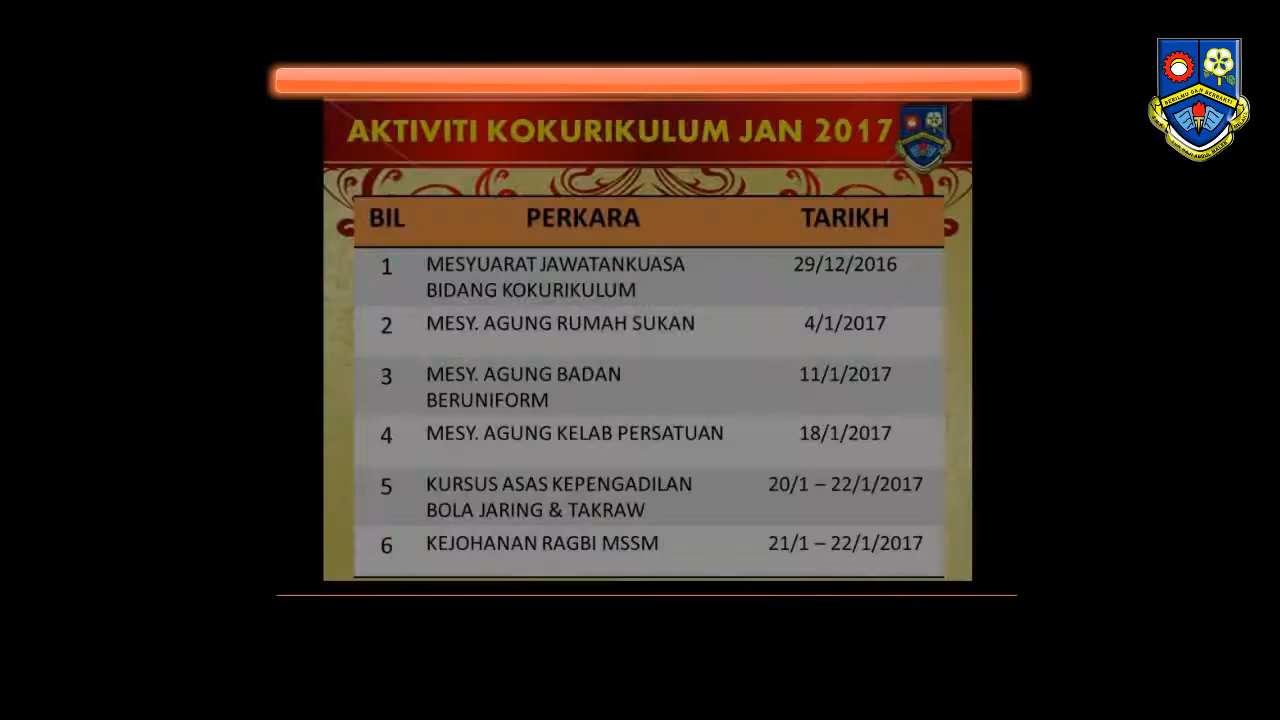 AKTIVITI KOKURIKULUM JAN 2017
BIL PERKARA TARIKH
1 MESYUARAT JAWATANKUASA 29/12/2016
BIDANG KOKURIKULUM
2 MESY. AGUNG RUMAH SUKAN 4/1/2017
3 MESY. AGUNG BADAN 11/1/2017
BERUNIFORM
4 MESY. AGUNG KELAB PERSATUAN 18/1/2017
5 KURSUS ASAS KEPENGADILAN 20/1 – 22/1/2017
BOLA JARING & TAKRAW
6 KEJOHANAN RAGBI MSSM 21/1 – 22/1/2017
BERILMU DAN BERBAKTI